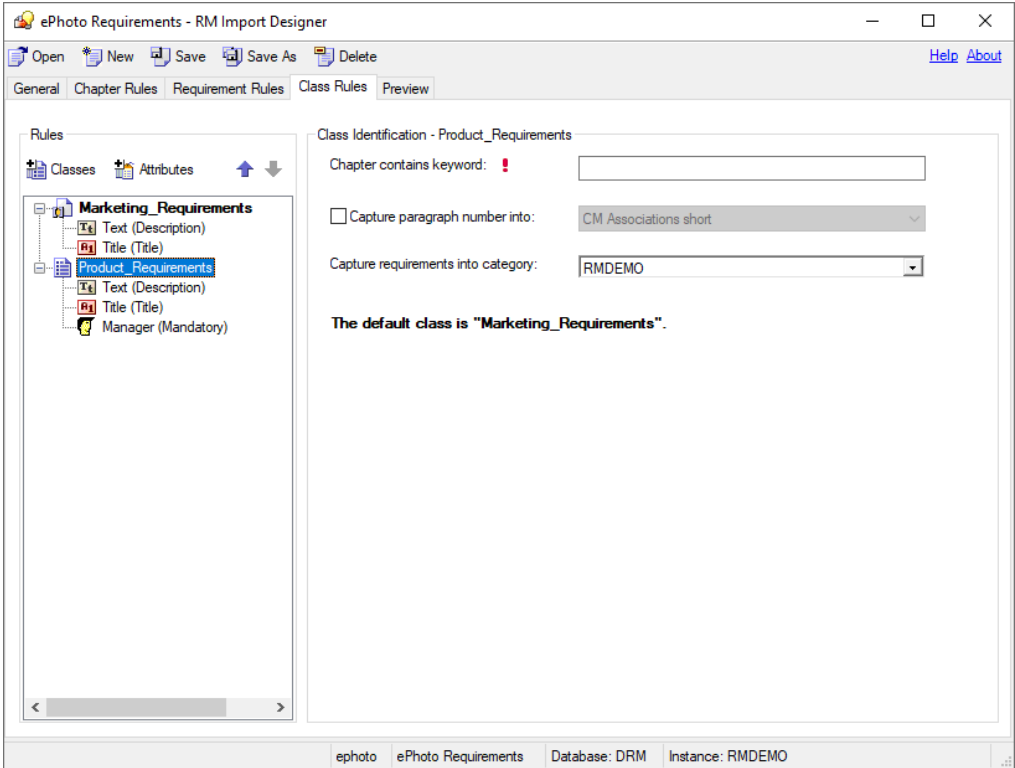 ePhoto Requirements - RM Import Designer
Open New Save Save As Delete Help About
General Chapter Rules Requirement Rules Class Rules Preview
Rules
Classes Attributes
Marketing_Requirements
Text (Description)
Title (Title)
Product_Requirements
Text (Description)
Title (Title)
Manager (Mandatory)
Class Identification - Product_Requirements
Chapter contains keyword:
Capture paragraph number into: CM Associations short
Capture requirements into category: RMDEMO
The default class is "Marketing_Requirements".
ephoto ePhoto Requirements Database: DRM Instance: RMDEMO